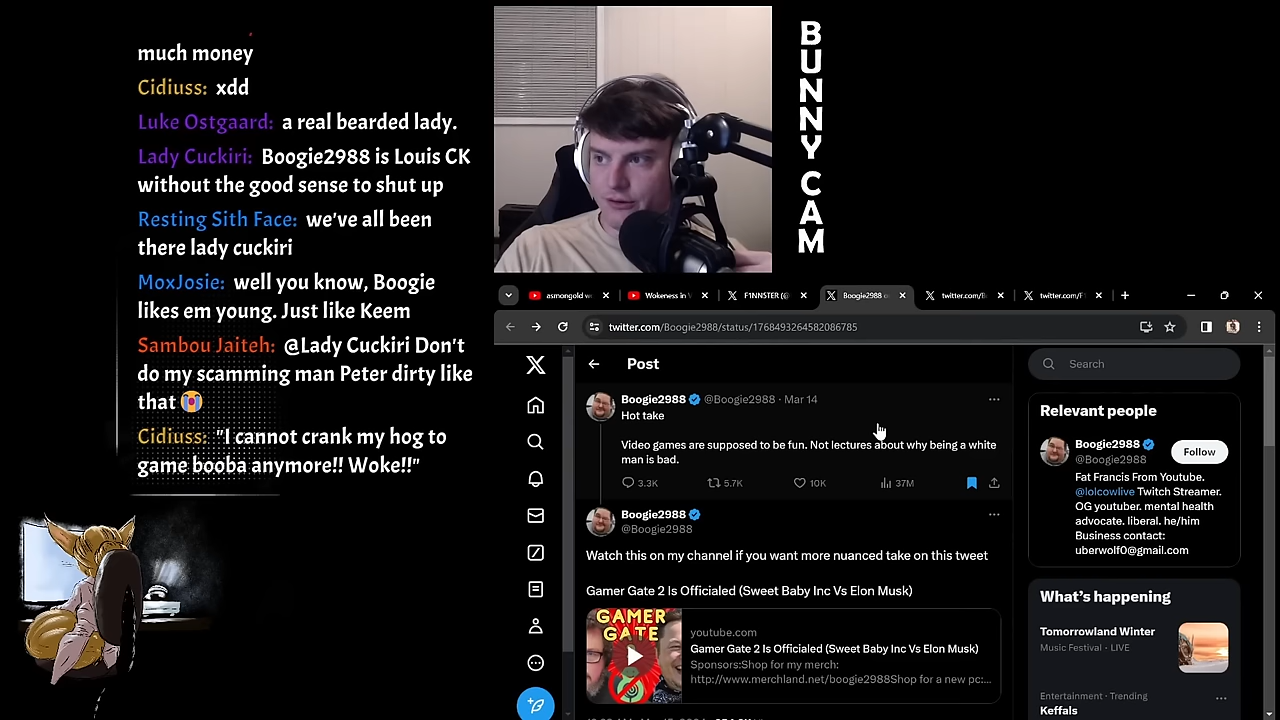 much money
Cidiuss: xdd
Luke Ostgaard: a real bearded lady.
Lady Cuckiri: Boogie2988 is Louis CK
without the good sense to shut up
Resting Sith Face: we've all been
there lady cuckiri
MoxJosie: well you know, Boogie
likes em young. Just like Keem
Sambou Jaiteh: @Lady Cuckiri Don't
do my scamming man Peter dirty like
that 😭
Cidiuss: "I cannot crank my hog to
game booba anymore!! Woke!!"
BUNNY CAM
asmongold w
Wokeness in V
F1NN5TER (@
Boogie2988 o
twitter.com/B
twitter.com/F
twitter.com/Boogie2988/status/1768493264582086785
Post
Boogie2988 @Boogie2988 · Mar 14
Hot take
Video games are supposed to be fun. Not lectures about why being a white
man is bad.
3.3K 5.7K 10K 37M
Boogie2988
@Boogie2988
Watch this on my channel if you want more nuanced take on this tweet
Gamer Gate 2 Is Officialed (Sweet Baby Inc Vs Elon Musk)
GAMER
GATE
youtube.com
Gamer Gate 2 Is Officialed (Sweet Baby Inc Vs Elon Musk)
Sponsors:Shop for my merch:
http://www.merchland.net/boogie2988Shop for a new pc:...
Search
Relevant people
Boogie2988
@Boogie2988
Follow
Fat Francis From Youtube.
@lolcowlive Twitch Streamer.
OG youtuber. mental health
advocate. liberal. he/him
Business contact:
uberwolf0@gmail.com
What's happening
Tomorrowland Winter
Music Festival · LIVE
Entertainment · Trending
Keffals